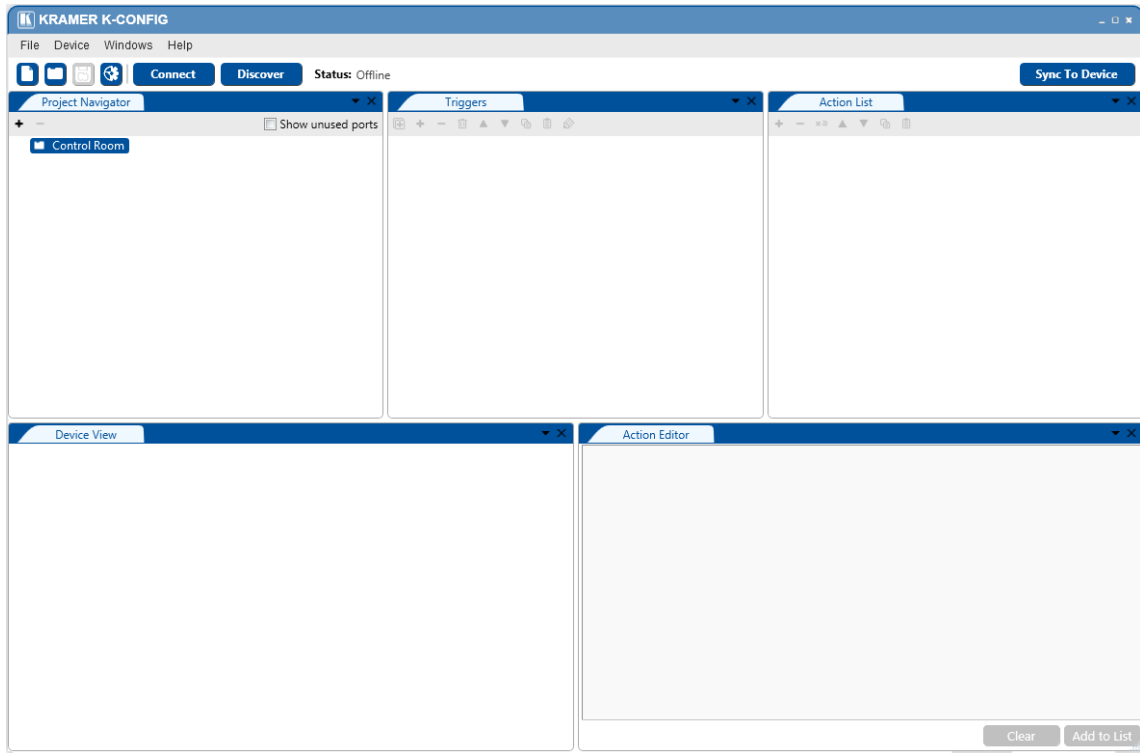 KRAMER K-CONFIG
File Device Windows Help
Connect Discover Status: Offline Sync To Device
Project Navigator Triggers Action List
Show unused ports
Control Room
Device View Action Editor
Clear Add to List